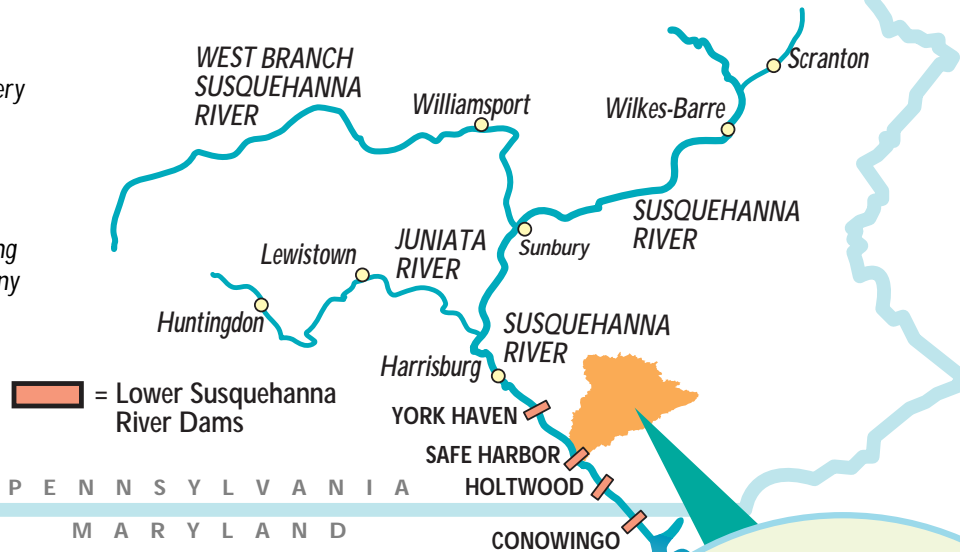 WEST BRANCH
SUSQUEHANNA
RIVER
Williamsport
Scranton
Wilkes-Barre
SUSQUEHANNA
RIVER
Sunbury
JUNIATA
RIVER
Lewistown
Huntingdon
SUSQUEHANNA
RIVER
Harrisburg
= Lower Susquehanna
River Dams
YORK HAVEN
SAFE HARBOR
HOLTWOOD
CONOWINGO
PENNSYLVANIA
MARYLAND